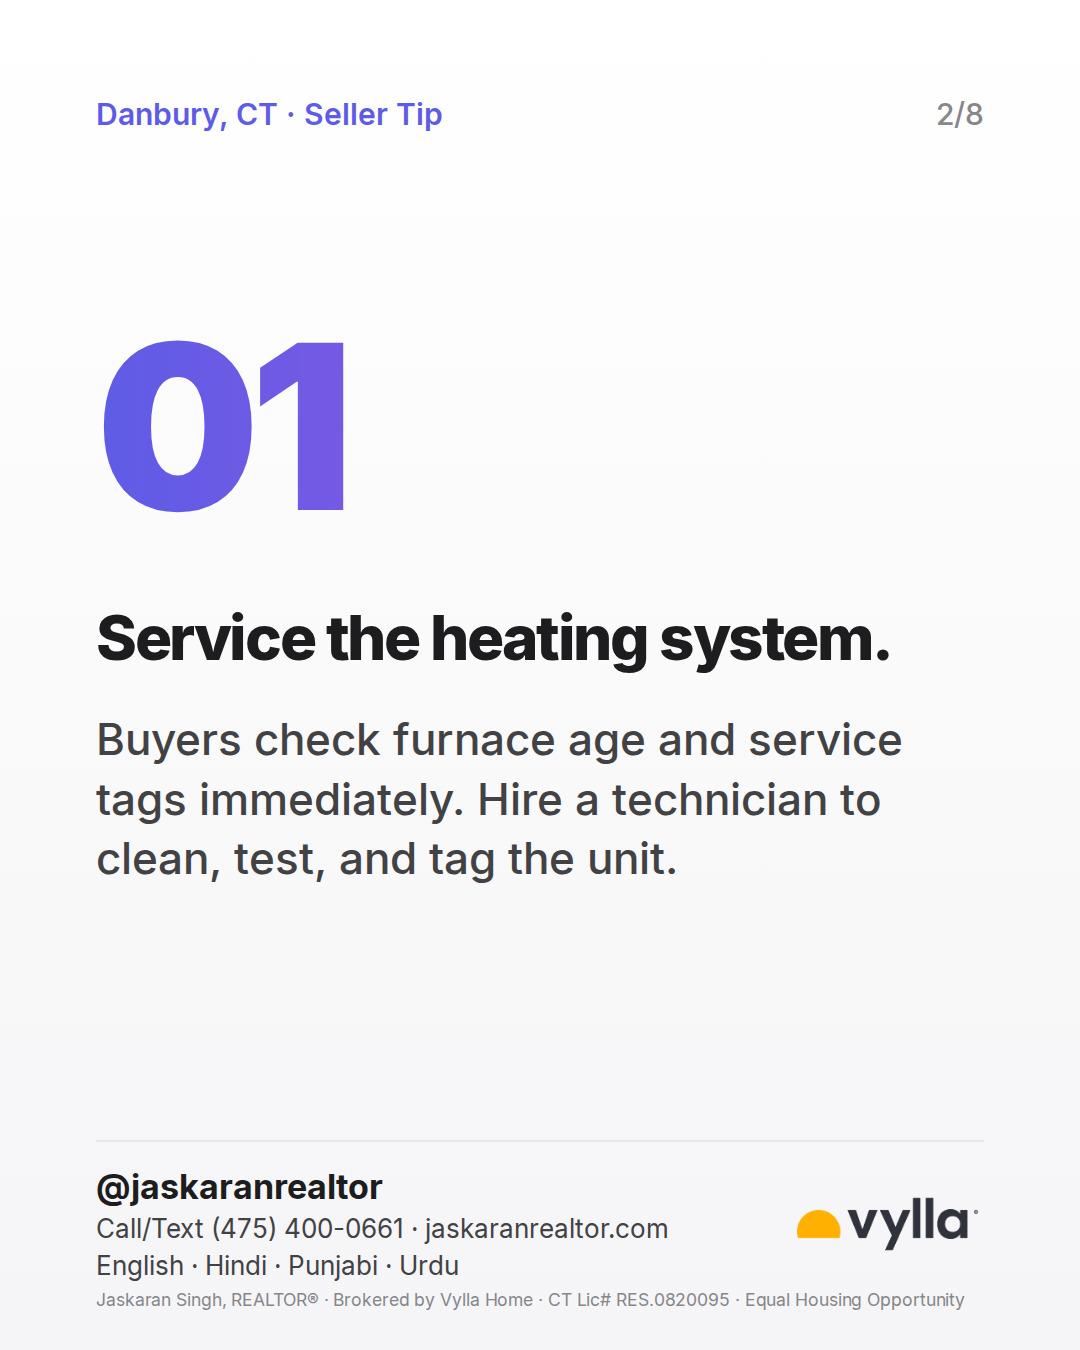 Danbury, CT · Seller Tip
2/8
01
Service the heating system.
Buyers check furnace age and service
tags immediately. Hire a technician to
clean, test, and tag the unit.
@jaskaranrealtor
Call/Text (475) 400-0661 · jaskaranrealtor.com
English · Hindi · Punjabi · Urdu
Jaskaran Singh, REALTOR® · Brokered by Vylla Home · CT Lic# RES.0820095 · Equal Housing Opportunity
vylla